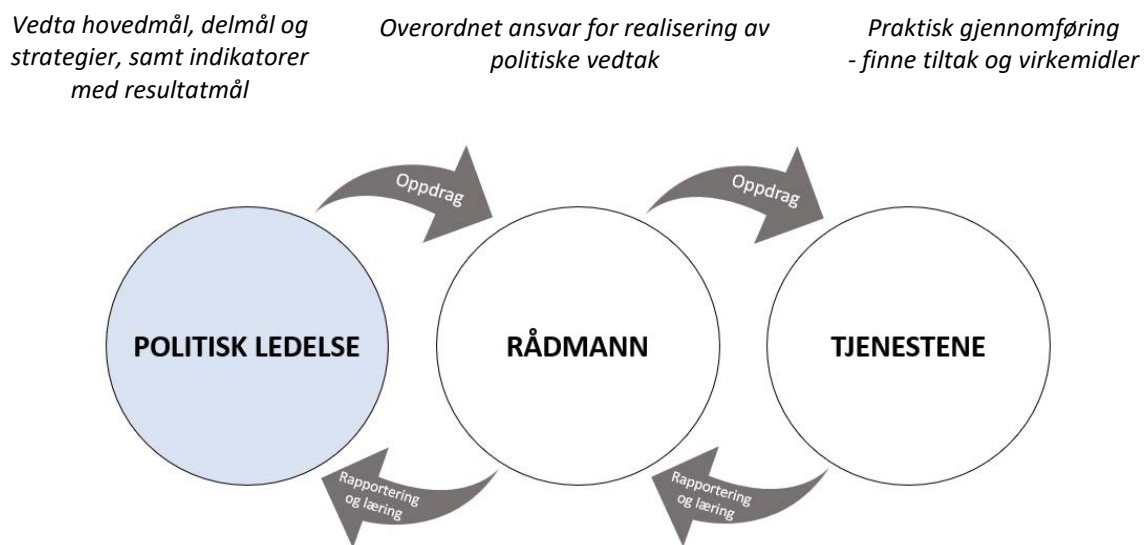 Vedta hovedmål, delmål og
strategier, samt indikatorer
med resultatmål
Overordnet ansvar for realisering av
politiske vedtak
Praktisk gjennomføring
- finne tiltak og virkemidler
Oppdrag
Oppdrag
POLITISK LEDELSE
RÅDMANN
TJENESTENE
Rapportering
og læring
Rapportering
og læring